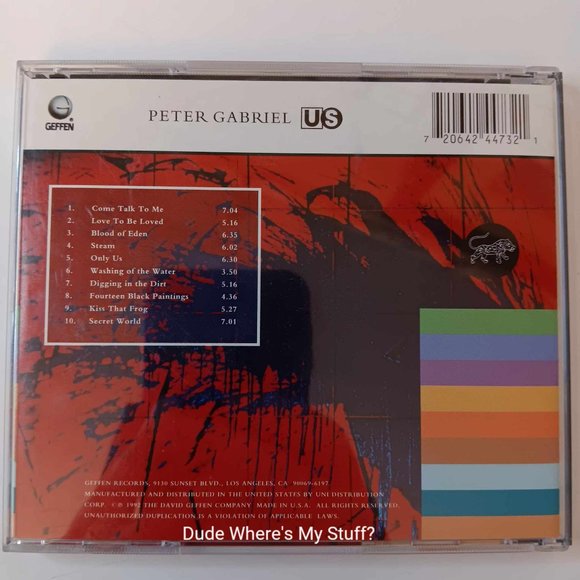 GEFFEN
PETER GABRIEL US
7 20642 44732 1
1. Come Talk To Me 7.04
2. Love To Be Loved 5.16
3. Blood of Eden 6.35
4. Steam 6.02
5. Only Us 6.30
6. Washing of the Water 3.50
7. Digging in the Dirt 5.16
8. Fourteen Black Paintings 4.36
9. Kiss That Frog 5.27
10. Secret World 7.01
GEFFEN RECORDS, 9130 SUNSET BLVD., LOS ANGELES, CA 90069-6197
MANUFACTURED AND DISTRIBUTED IN THE UNITED STATES BY UNI DISTRIBUTION
CORP. © ℗ 1992 THE DAVID GEFFEN COMPANY MADE IN U.S.A. ALL RIGHTS RESERVED.
UNAUTHORIZED DUPLICATION IS A VIOLATION OF APPLICABLE LAWS.
Dude Where's My Stuff?